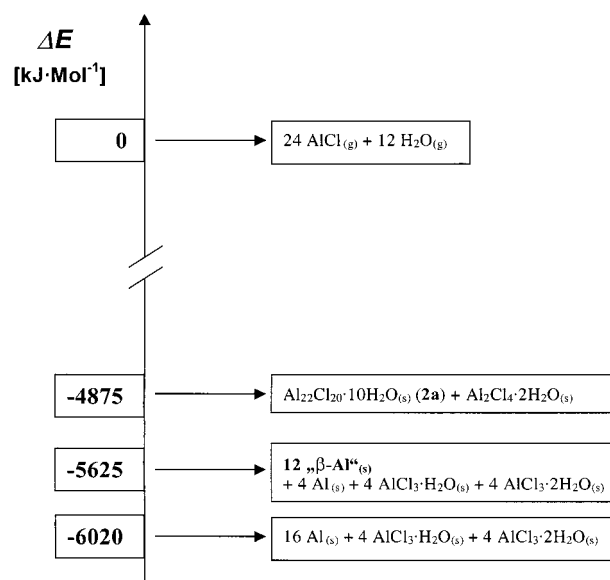 ΔE
[kJ·Mol⁻¹]
0
24 AlCl (g) + 12 H₂O(g)
-4875
Al₂₂Cl₂₀·10H₂O(s) (2a) + Al₂Cl₄·2H₂O(s)
-5625
12 „β-Al“(s)
+ 4 Al(s) + 4 AlCl₃·H₂O(s) + 4 AlCl₃·2H₂O(s)
-6020
16 Al(s) + 4 AlCl₃·H₂O(s) + 4 AlCl₃·2H₂O(s)